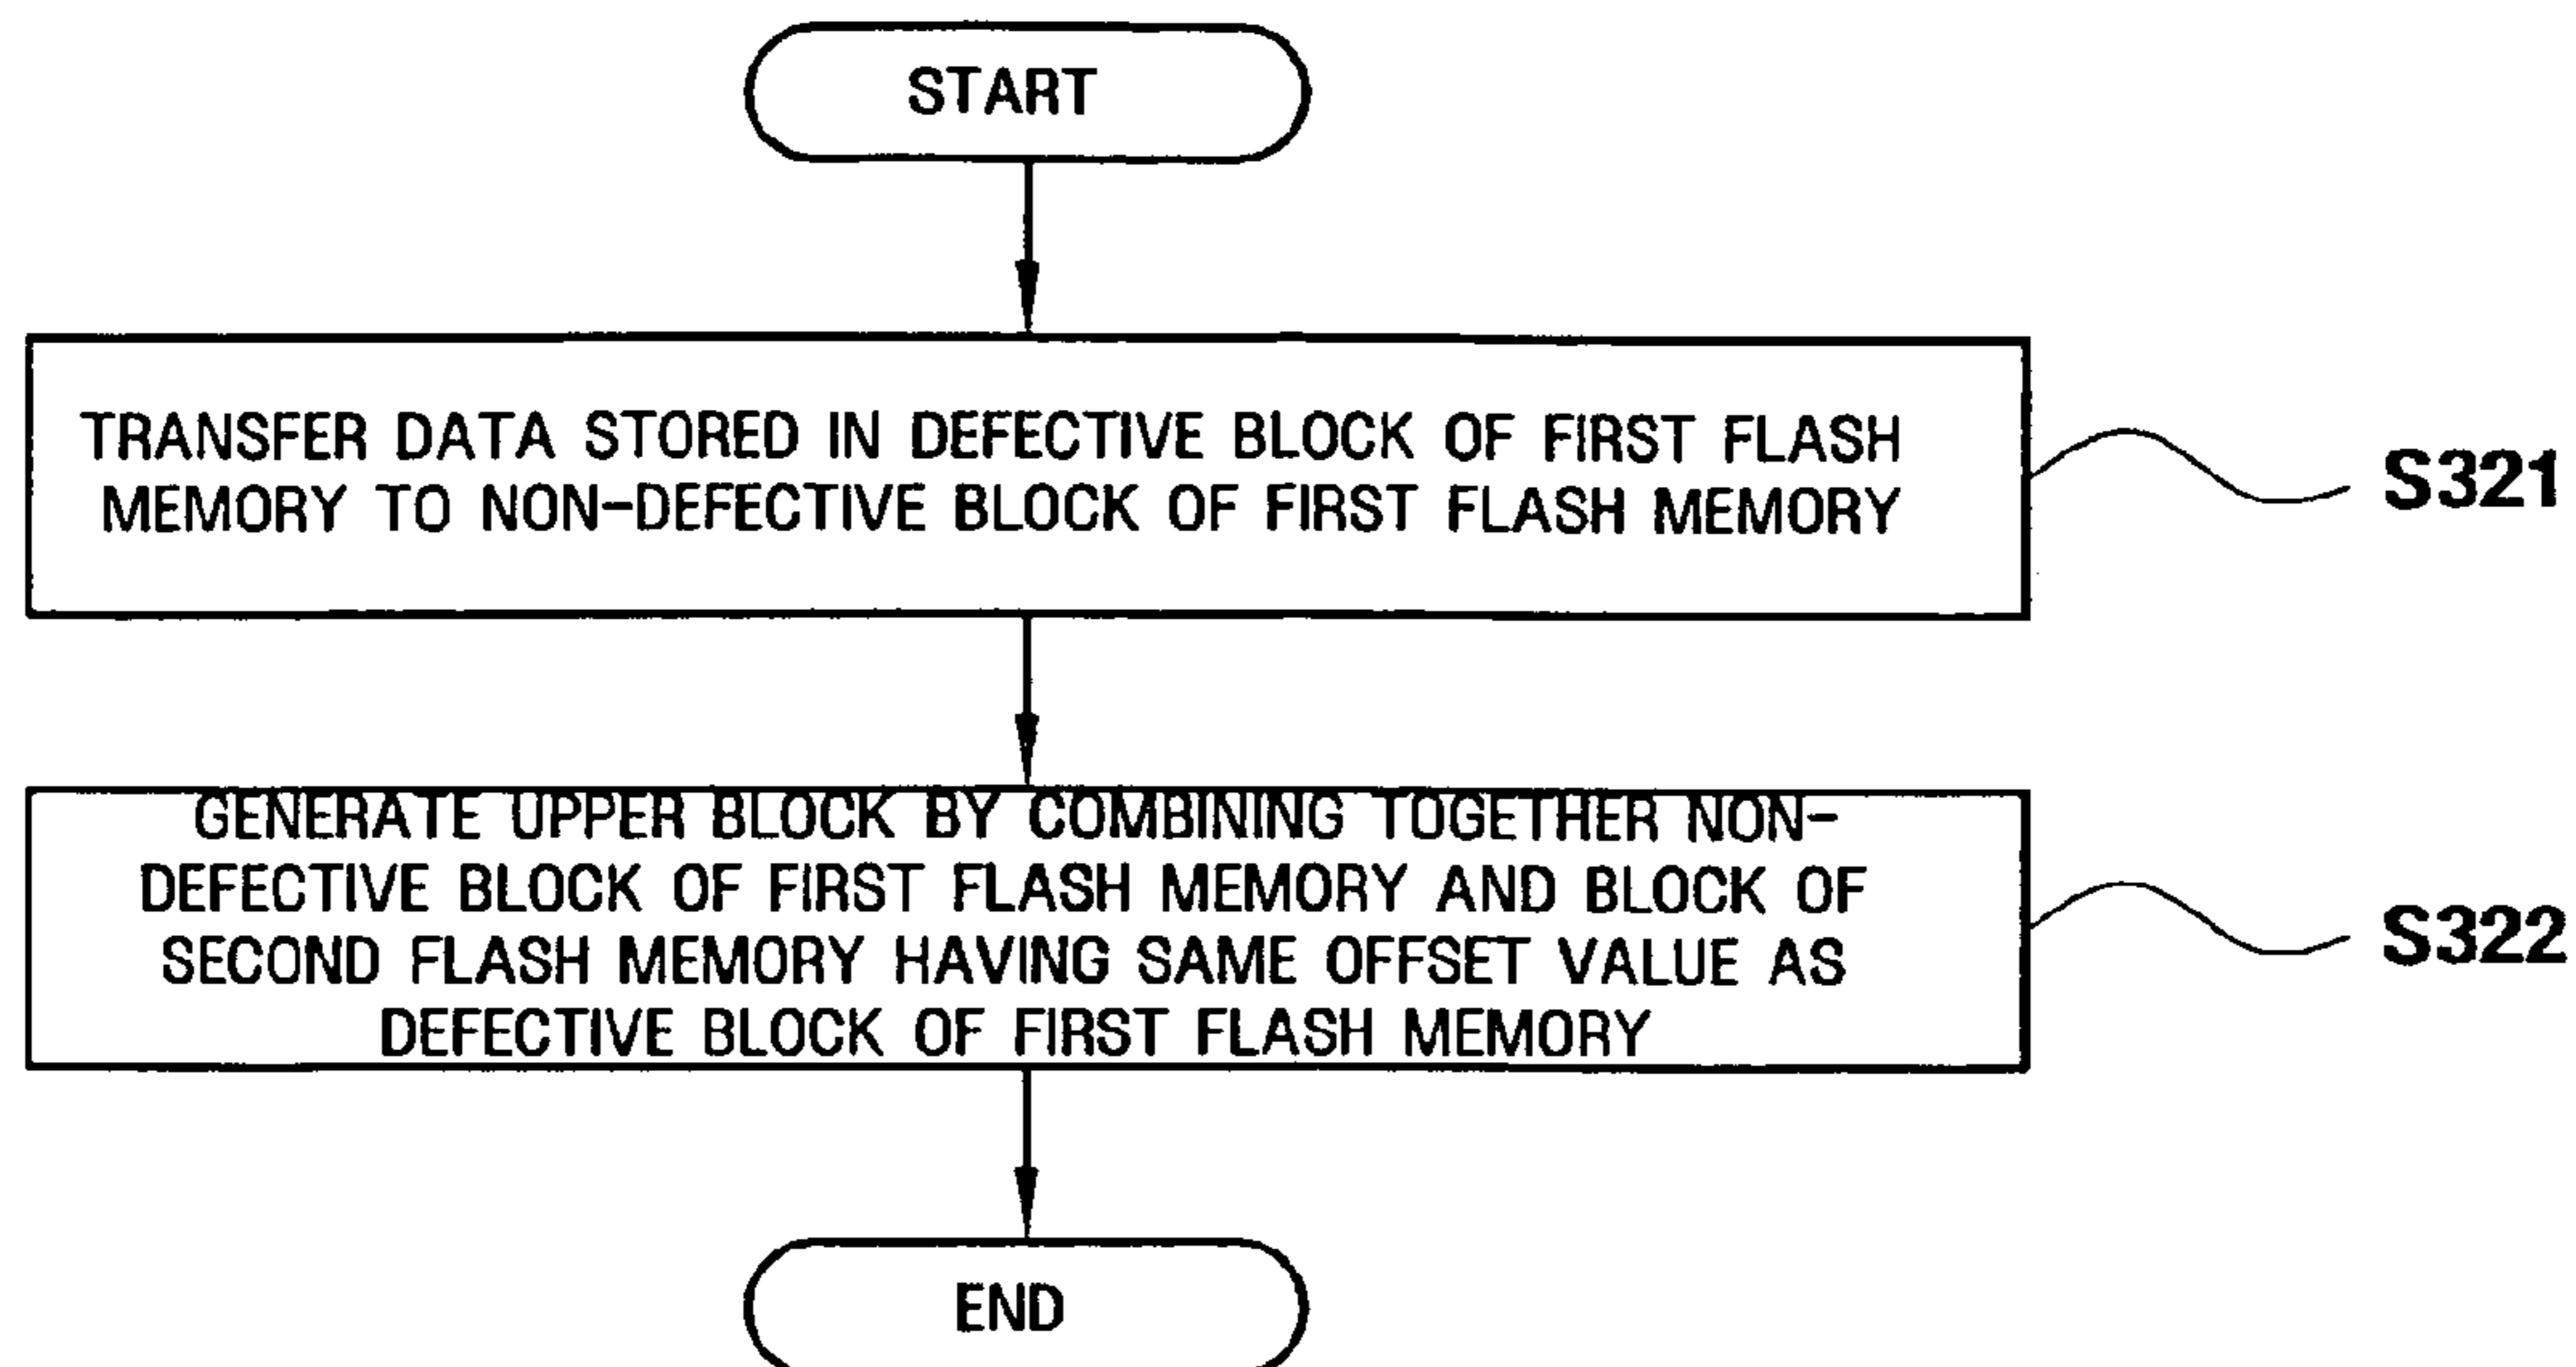 START
TRANSFER DATA STORED IN DEFECTIVE BLOCK OF FIRST FLASH
MEMORY TO NON-DEFECTIVE BLOCK OF FIRST FLASH MEMORY
S321
GENERATE UPPER BLOCK BY COMBINING TOGETHER NON-
DEFECTIVE BLOCK OF FIRST FLASH MEMORY AND BLOCK OF
SECOND FLASH MEMORY HAVING SAME OFFSET VALUE AS
DEFECTIVE BLOCK OF FIRST FLASH MEMORY
S322
END